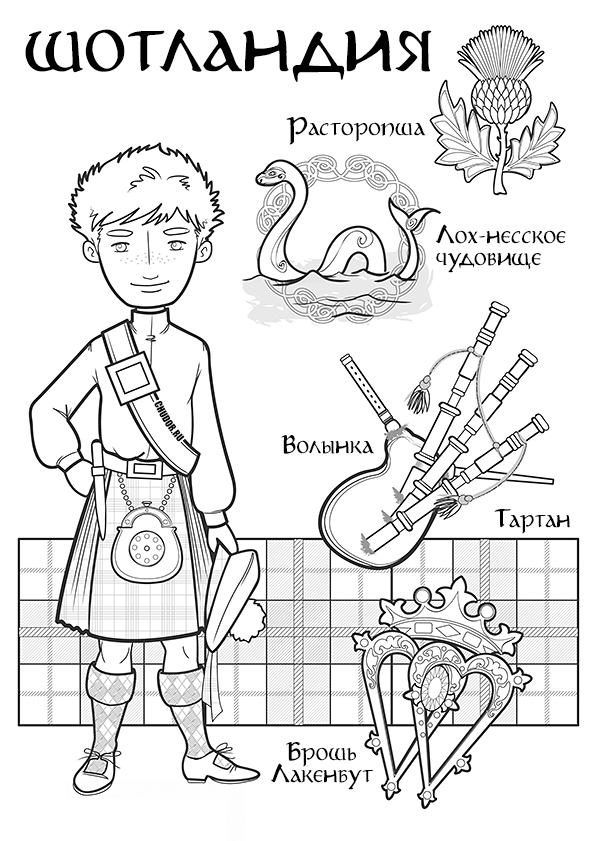 Шотландия
Расторопша
Лох-несское
чудовище
CHUDOR.RU
Волынка
Тартан
Брошь
Лакенбут